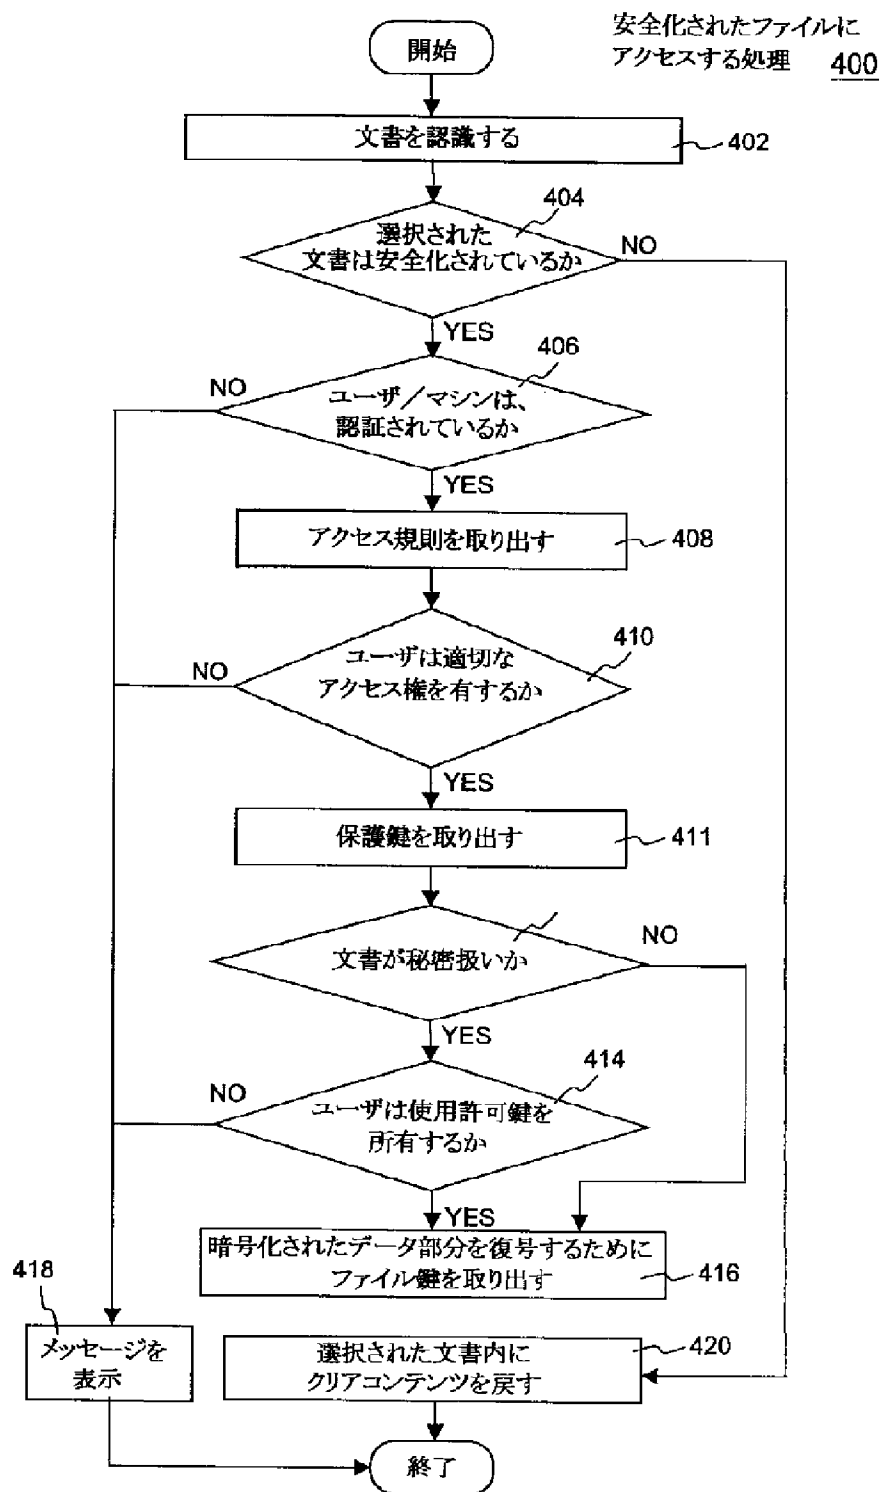 安全化されたファイルに
アクセスする処理 400
開始
文書を認識する
402
404
選択された
文書は安全化されているか
NO
YES
406
NO
ユーザ／マシンは、
認証されているか
YES
アクセス規則を取り出す
408
410
ユーザは適切な
アクセス権を有するか
NO
YES
保護鍵を取り出す
411
文書が秘密扱いか
NO
YES
414
NO
ユーザは使用許可鍵を
所有するか
YES
暗号化されたデータ部分を復号するために
ファイル鍵を取り出す
416
418
メッセージを
表示
選択された文書内に
クリアコンテンツを戻す
420
終了